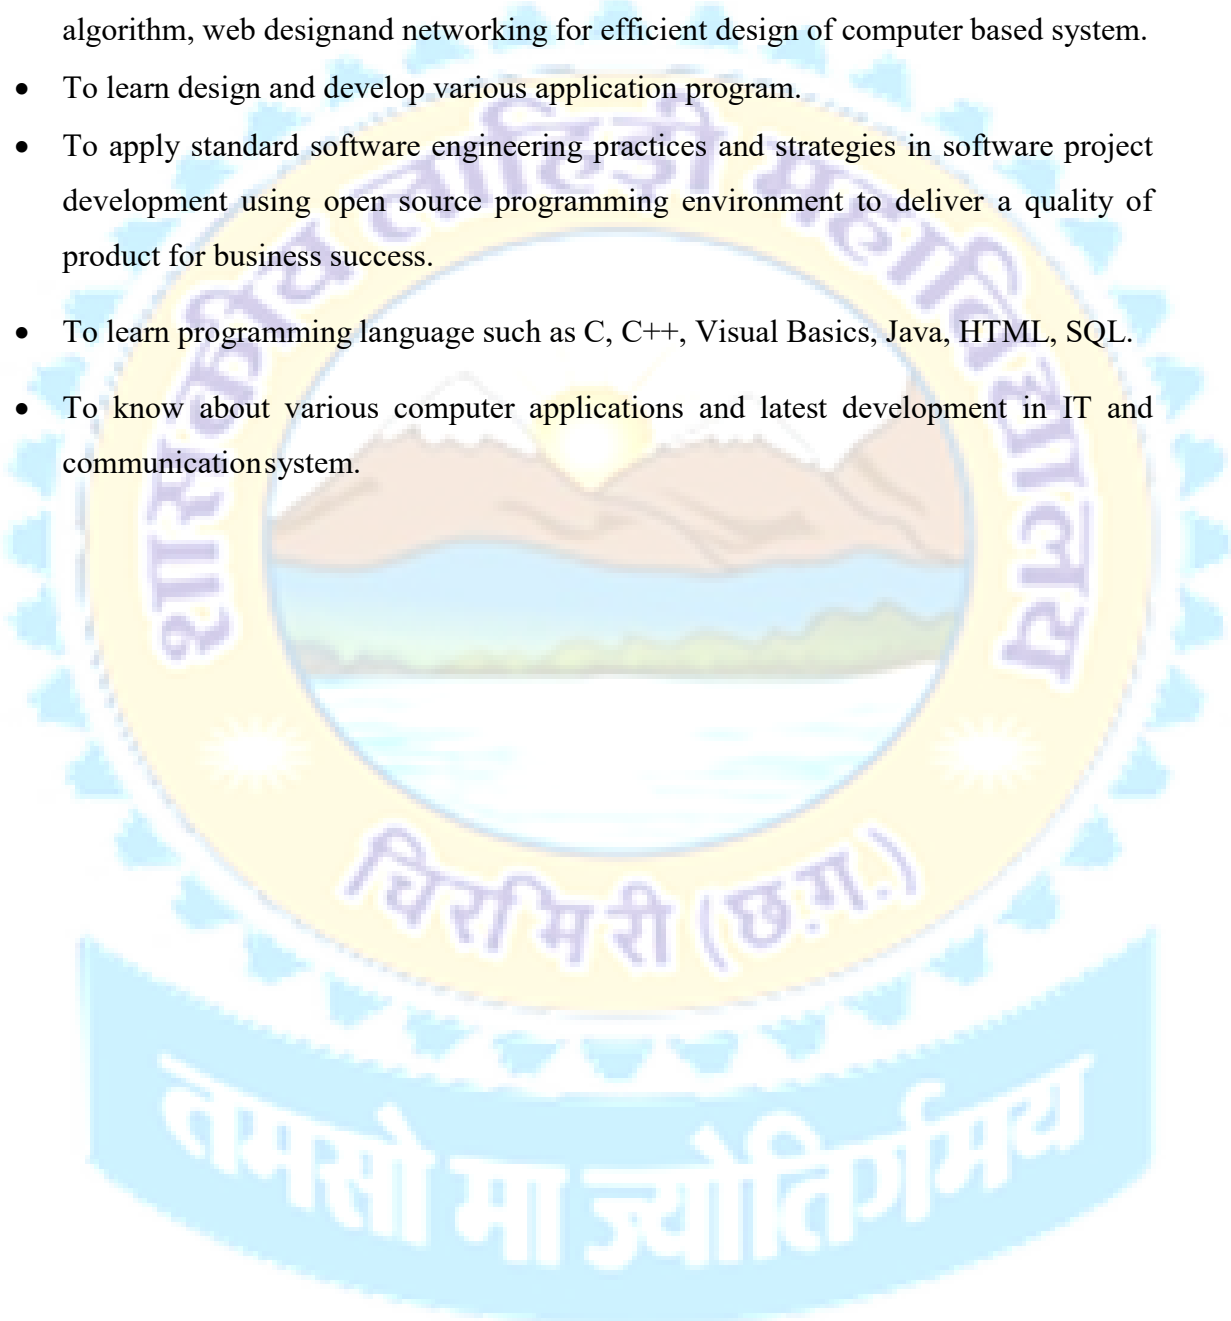 algorithm, web designand networking for efficient design of computer based system.
• To learn design and develop various application program.
• To apply standard software engineering practices and strategies in software project
development using open source programming environment to deliver a quality of
product for business success.
• To learn programming language such as C, C++, Visual Basics, Java, HTML, SQL.
• To know about various computer applications and latest development in IT and
communicationsystem.
शासकीय लाहिड़ी महाविद्यालय
चिरमिरी (छ.ग.)
तमसो मा ज्योतिर्गमय